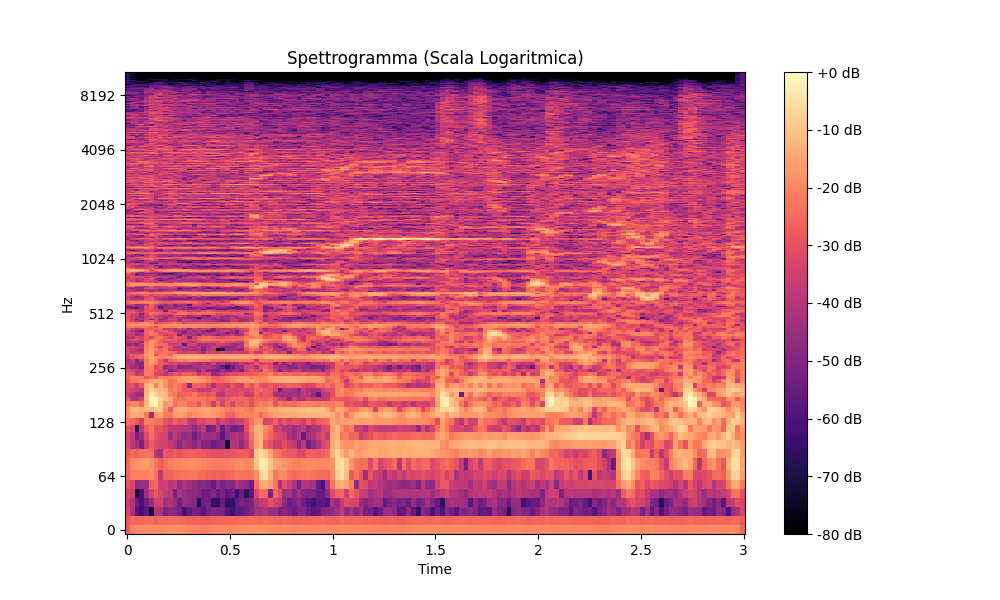 Spettrogramma (Scala Logaritmica)
Hz
8192
4096
2048
1024
512
256
128
64
0
0 0.5 1 1.5 2 2.5 3
Time
+0 dB
-10 dB
-20 dB
-30 dB
-40 dB
-50 dB
-60 dB
-70 dB
-80 dB